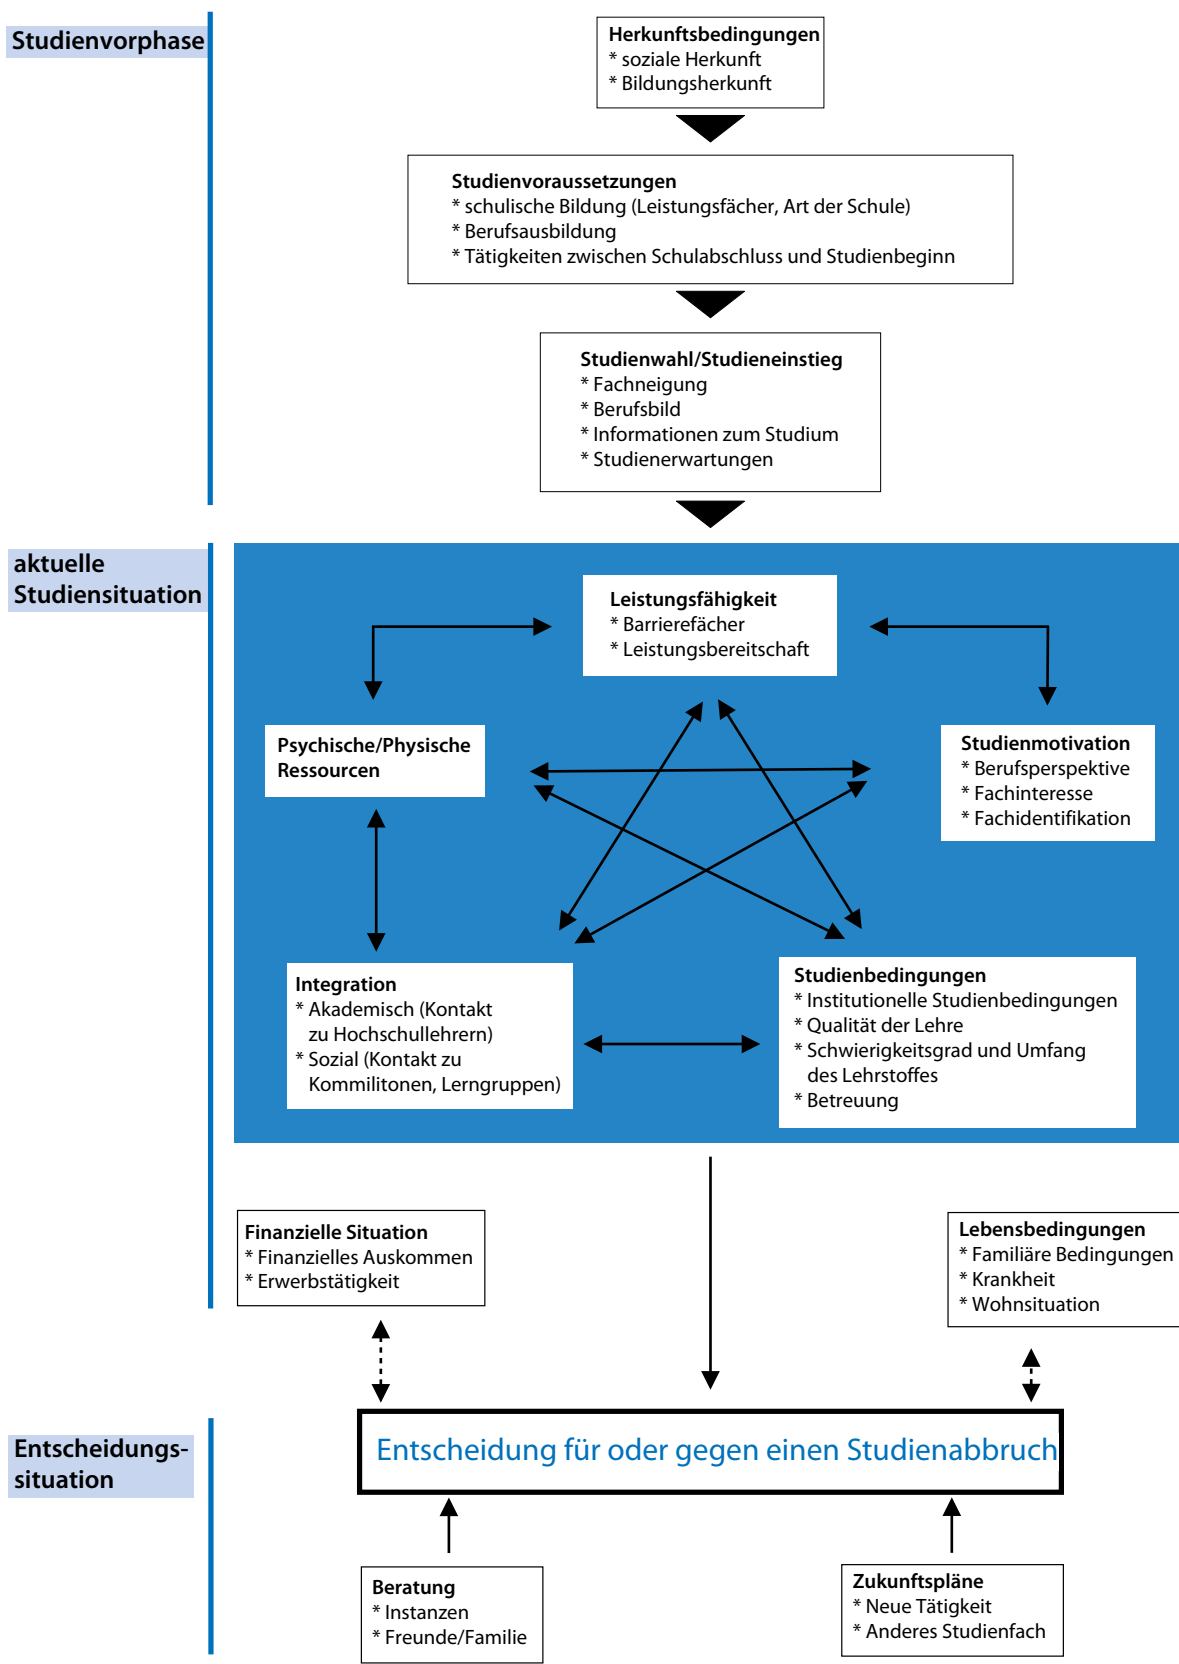 Studienvorphase
Herkunftsbedingungen
* soziale Herkunft
* Bildungsherkunft
Studienvoraussetzungen
* schulische Bildung (Leistungsfächer, Art der Schule)
* Berufsausbildung
* Tätigkeiten zwischen Schulabschluss und Studienbeginn
Studienwahl/Studieneinstieg
* Fachneigung
* Berufsbild
* Informationen zum Studium
* Studienerwartungen
aktuelle
Studiensituation
Leistungsfähigkeit
* Barrierefächer
* Leistungsbereitschaft
Psychische/Physische
Ressourcen
Studienmotivation
* Berufsperspektive
* Fachinteresse
* Fachidentifikation
Integration
* Akademisch (Kontakt
zu Hochschullehrern)
* Sozial (Kontakt zu
Kommilitonen, Lerngruppen)
Studienbedingungen
* Institutionelle Studienbedingungen
* Qualität der Lehre
* Schwierigkeitsgrad und Umfang
des Lehrstoffes
* Betreuung
Finanzielle Situation
* Finanzielles Auskommen
* Erwerbstätigkeit
Lebensbedingungen
* Familiäre Bedingungen
* Krankheit
* Wohnsituation
Entscheidungs-
situation
Entscheidung für oder gegen einen Studienabbruch
Beratung
* Instanzen
* Freunde/Familie
Zukunftspläne
* Neue Tätigkeit
* Anderes Studienfach